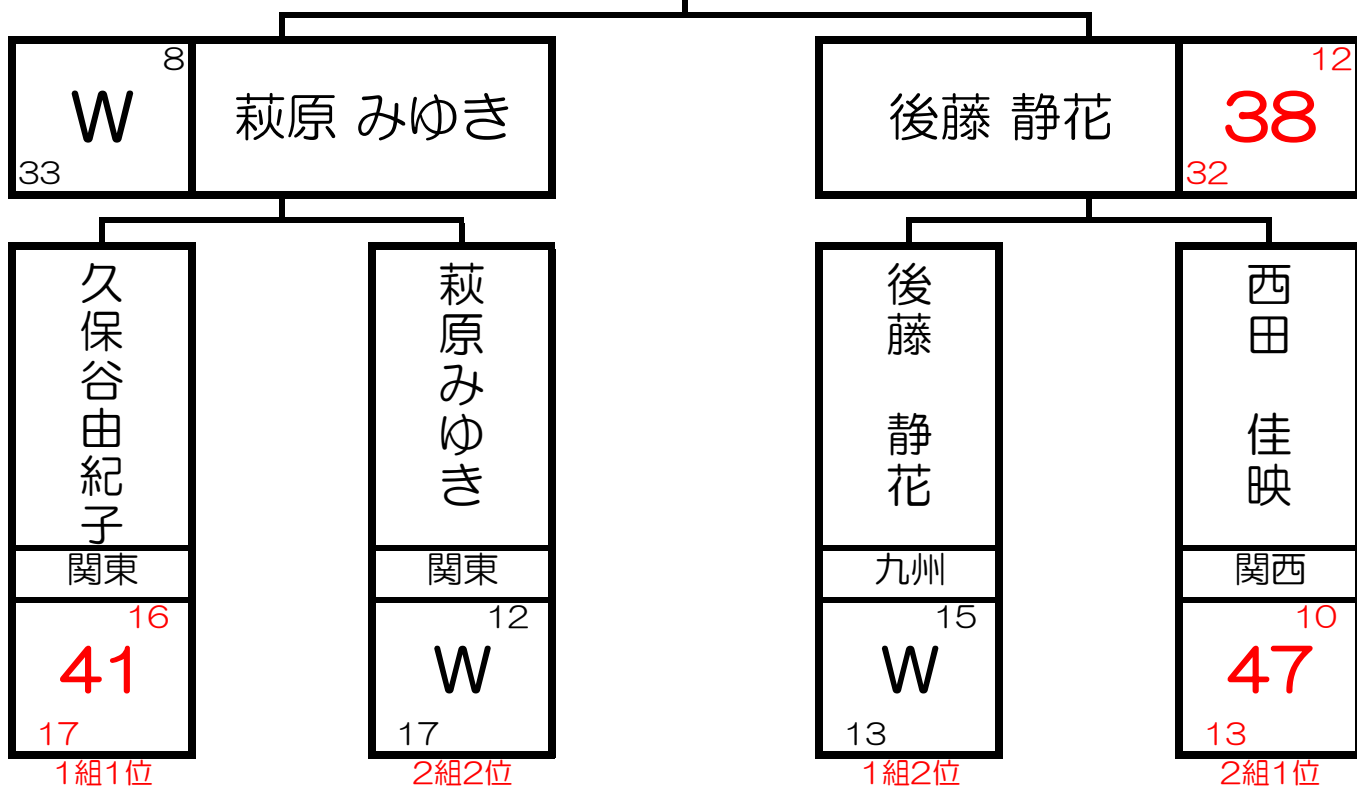 8
W
33
萩原 みゆき
後藤 静花
12
38
32
久保谷由紀子
関東
16
41
17
1組1位
萩原みゆき
関東
12
W
17
2組2位
後藤 静花
九州
15
W
13
1組2位
西田 佳映
関西
10
47
13
2組1位